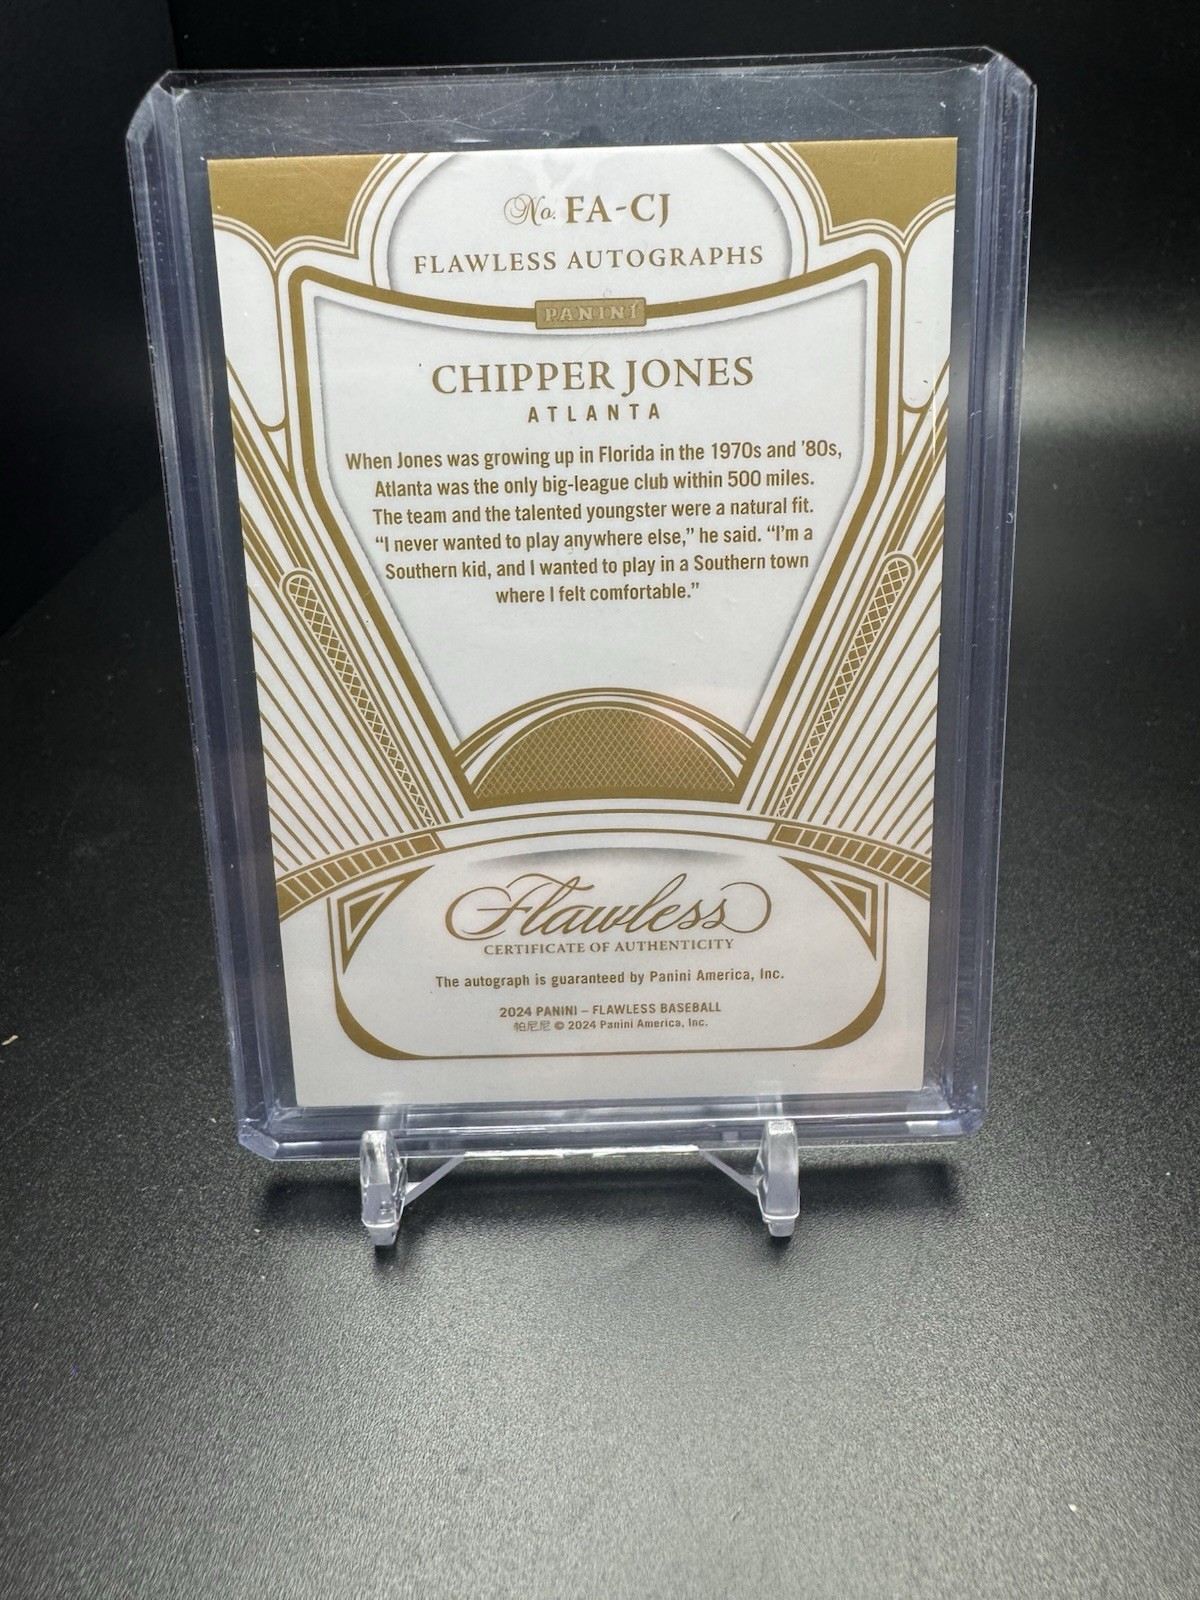 No. FA-CJ
FLAWLESS AUTOGRAPHS
PANINI
CHIPPER JONES
ATLANTA
When Jones was growing up in Florida in the 1970s and ’80s,
Atlanta was the only big-league club within 500 miles.
The team and the talented youngster were a natural fit.
“I never wanted to play anywhere else,” he said. “I’m a
Southern kid, and I wanted to play in a Southern town
where I felt comfortable.”
Flawless
CERTIFICATE OF AUTHENTICITY
The autograph is guaranteed by Panini America, Inc.
2024 PANINI – FLAWLESS BASEBALL
帕尼尼 © 2024 Panini America, Inc.